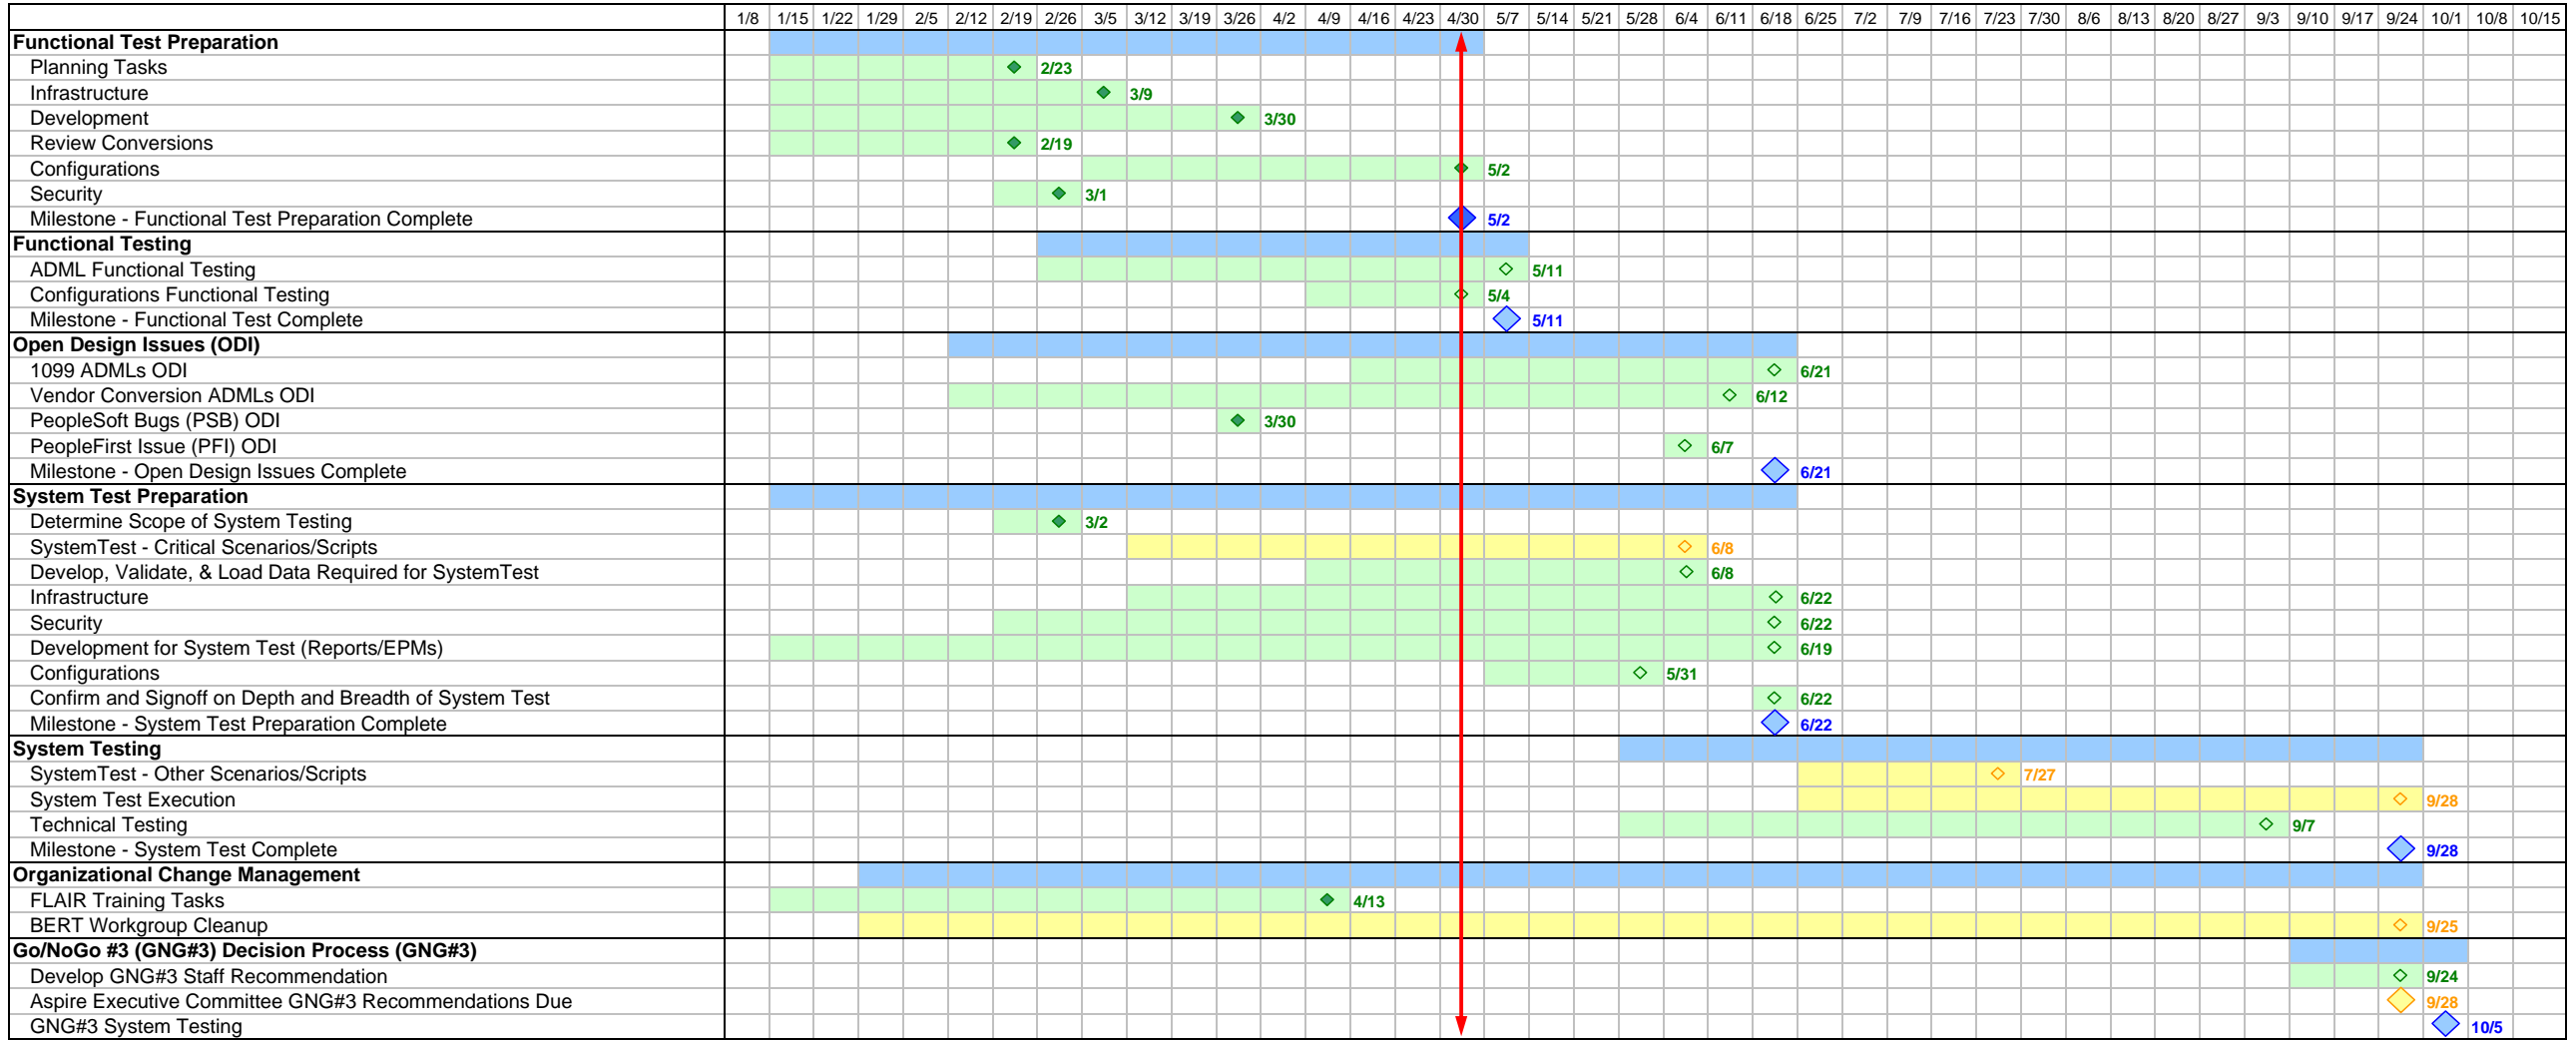 1/8 1/15 1/22 1/29 2/5 2/12 2/19 2/26 3/5 3/12 3/19 3/26 4/2 4/9 4/16 4/23 4/30 5/7 5/14 5/21 5/28 6/4 6/11 6/18 6/25 7/2 7/9 7/16 7/23 7/30 8/6 8/13 8/20 8/27 9/3 9/10 9/17 9/24 10/1 10/8 10/15
Functional Test Preparation
Planning Tasks 2/23
Infrastructure 3/9
Development 3/30
Review Conversions 2/19
Configurations 5/2
Security 3/1
Milestone - Functional Test Preparation Complete 5/2
Functional Testing
ADML Functional Testing 5/11
Configurations Functional Testing 5/4
Milestone - Functional Test Complete 5/11
Open Design Issues (ODI)
1099 ADMLs ODI 6/21
Vendor Conversion ADMLs ODI 6/12
PeopleSoft Bugs (PSB) ODI 3/30
PeopleFirst Issue (PFI) ODI 6/7
Milestone - Open Design Issues Complete 6/21
System Test Preparation
Determine Scope of System Testing 3/2
SystemTest - Critical Scenarios/Scripts 6/8
Develop, Validate, & Load Data Required for SystemTest 6/8
Infrastructure 6/22
Security 6/22
Development for System Test (Reports/EPMs) 6/19
Configurations 5/31
Confirm and Signoff on Depth and Breadth of System Test 6/22
Milestone - System Test Preparation Complete 6/22
System Testing
SystemTest - Other Scenarios/Scripts 7/27
System Test Execution 9/28
Technical Testing 9/7
Milestone - System Test Complete 9/28
Organizational Change Management
FLAIR Training Tasks 4/13
BERT Workgroup Cleanup 9/25
Go/NoGo #3 (GNG#3) Decision Process (GNG#3)
Develop GNG#3 Staff Recommendation 9/24
Aspire Executive Committee GNG#3 Recommendations Due 9/28
GNG#3 System Testing 10/5